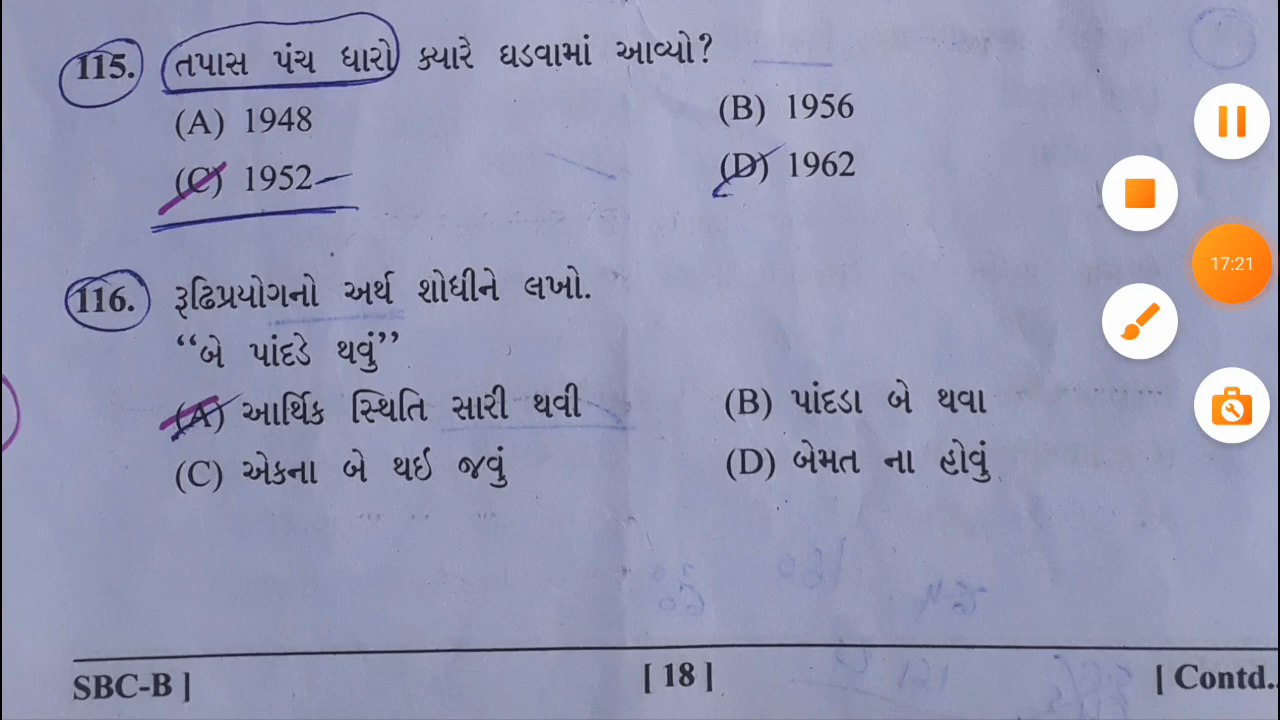 115. તપાસ પંચ ધારો ક્યારે ઘડવામાં આવ્યો?
(A) 1948 (B) 1956
(C) 1952 (D) 1962
116. રૂઢિપ્રયોગનો અર્થ શોધીને લખો.
“બે પાંદડે થવું”
(A) આર્થિક સ્થિતિ સારી થવી (B) પાંદડા બે થવા
(C) એકના બે થઈ જવું (D) બેમત ના હોવું
SBC-B ] [ 18 ] [ Contd..
17:21